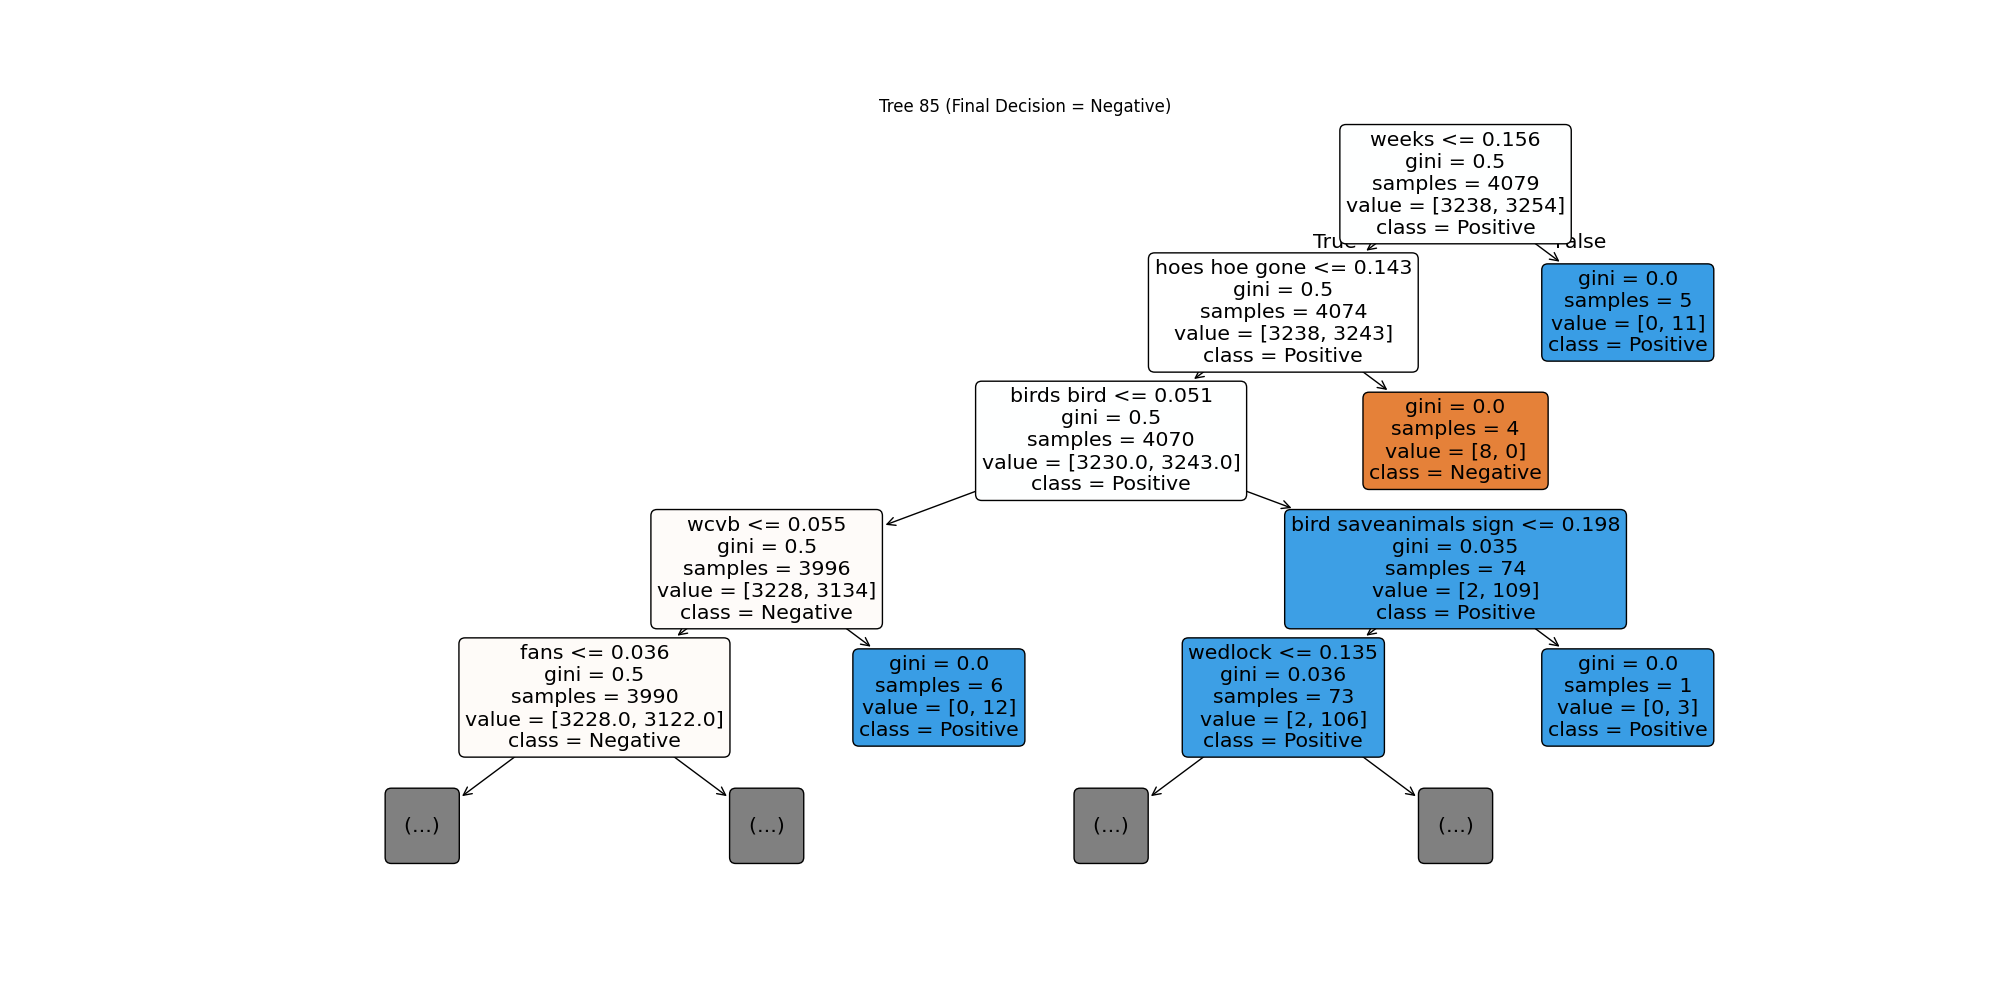 Tree 85 (Final Decision = Negative)
weeks <= 0.156
gini = 0.5
samples = 4079
value = [3238, 3254]
class = Positive
True
False
hoes hoe gone <= 0.143
gini = 0.5
samples = 4074
value = [3238, 3243]
class = Positive
gini = 0.0
samples = 5
value = [0, 11]
class = Positive
birds bird <= 0.051
gini = 0.5
samples = 4070
value = [3230.0, 3243.0]
class = Positive
gini = 0.0
samples = 4
value = [8, 0]
class = Negative
wcvb <= 0.055
gini = 0.5
samples = 3996
value = [3228, 3134]
class = Negative
bird saveanimals sign <= 0.198
gini = 0.035
samples = 74
value = [2, 109]
class = Positive
fans <= 0.036
gini = 0.5
samples = 3990
value = [3228.0, 3122.0]
class = Negative
gini = 0.0
samples = 6
value = [0, 12]
class = Positive
wedlock <= 0.135
gini = 0.036
samples = 73
value = [2, 106]
class = Positive
gini = 0.0
samples = 1
value = [0, 3]
class = Positive
(...)
(...)
(...)
(...)